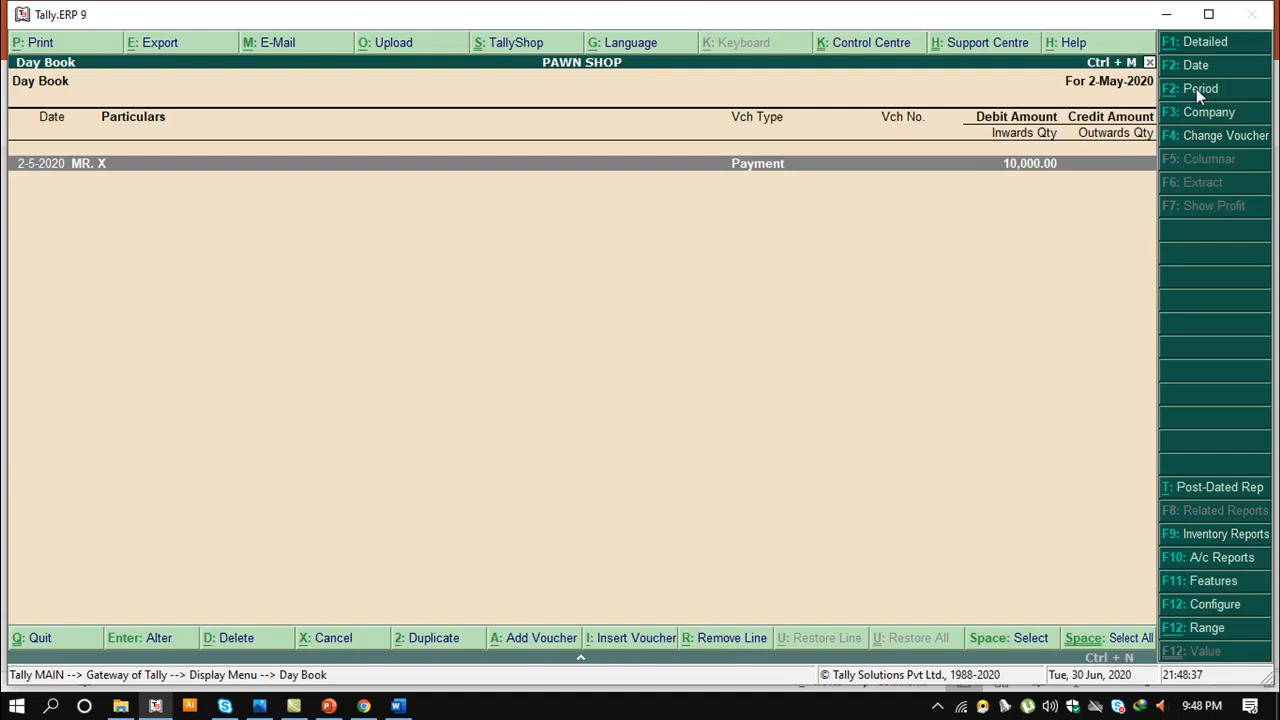 Tally.ERP 9
P: Print E: Export M: E-Mail O: Upload S: TallyShop G: Language K: Keyboard K: Control Centre H: Support Centre H: Help
Day Book PAWN SHOP Ctrl + M
Day Book For 2-May-2020
Date Particulars Vch Type Vch No. Debit Amount Credit Amount
Inwards Qty Outwards Qty
2-5-2020 MR. X Payment 10,000.00
F1: Detailed
F2: Date
F2: Period
F3: Company
F4: Change Voucher
F5: Columnar
F6: Extract
F7: Show Profit
T: Post-Dated Rep
F8: Related Reports
F9: Inventory Reports
F10: A/c Reports
F11: Features
F12: Configure
F12: Range
F12: Value
Q: Quit Enter: Alter D: Delete X: Cancel 2: Duplicate A: Add Voucher I: Insert Voucher R: Remove Line U: Restore Line U: Restore All Space: Select Space: Select All
Ctrl + N
Tally MAIN --> Gateway of Tally --> Display Menu --> Day Book © Tally Solutions Pvt Ltd., 1988-2020 Tue, 30 Jun, 2020 21:48:37
9:48 PM